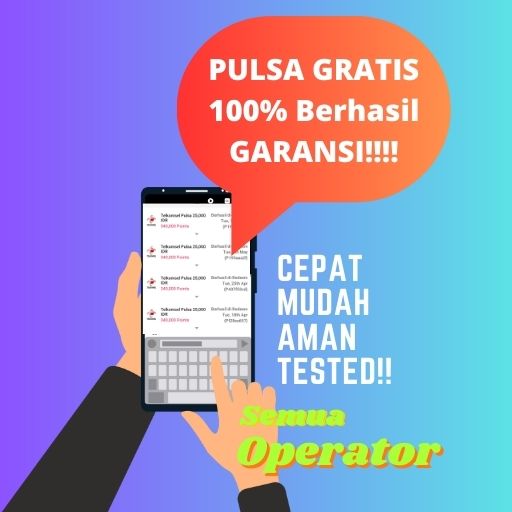 PULSA GRATIS
100% Berhasil
GARANSI!!!!
Telkomsel Pulsa 25,000
IDR
Telkomsel Pulsa 25,000
IDR
Telkomsel Pulsa 25,000
IDR
Telkomsel Pulsa 25,000
IDR
CEPAT
MUDAH
AMAN
TESTED!!
Semua
Operator